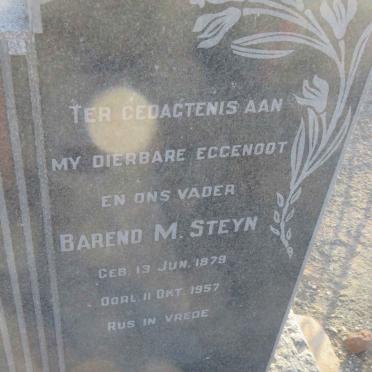 TER GEDAGTENIS AAN
MY DIERBARE EGGENOOT
EN ONS VADER
BAREND M. STEYN
GEB. 13 JUN. 1879
OORL. 11 OKT. 1957
RUS IN VREDE